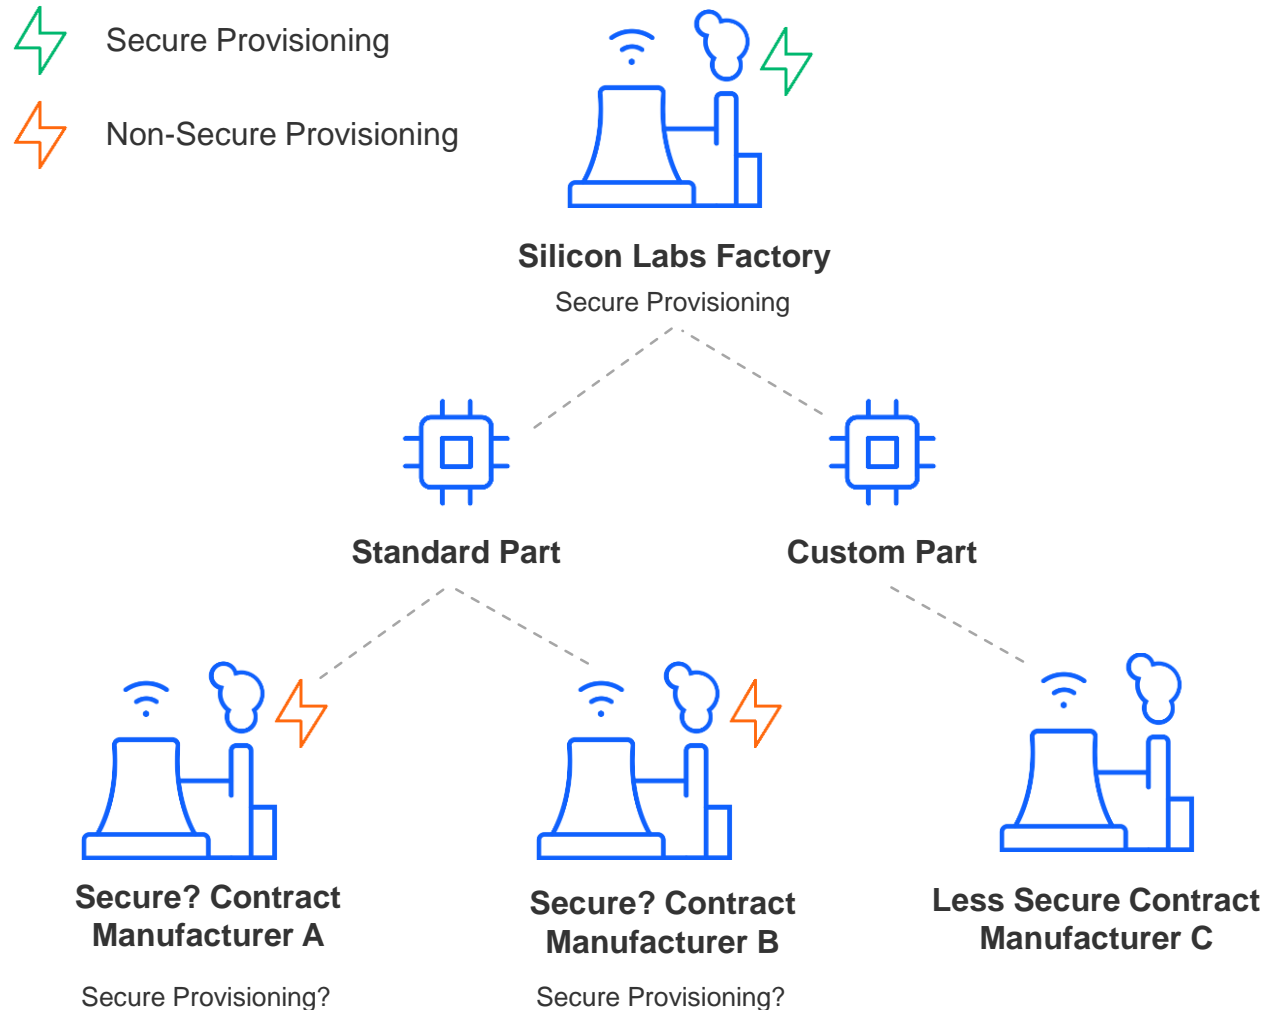 Secure Provisioning
Non-Secure Provisioning
Silicon Labs Factory
Secure Provisioning
Standard Part
Custom Part
Secure? Contract
Manufacturer A
Secure Provisioning?
Secure? Contract
Manufacturer B
Secure Provisioning?
Less Secure Contract
Manufacturer C